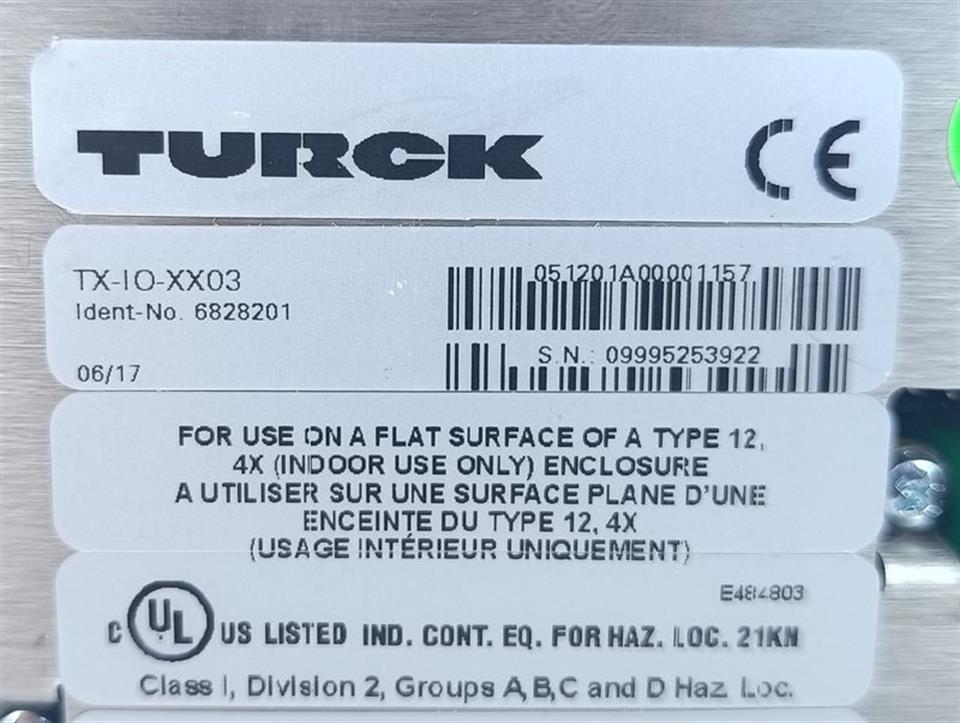 TURCK CE
TX-IO-XX03
Ident-No. 6828201
06/17
051201A00001157
S.N.: 09995253922
FOR USE ON A FLAT SURFACE OF A TYPE 12,
4X (INDOOR USE ONLY) ENCLOSURE
A UTILISER SUR UNE SURFACE PLANE D'UNE
ENCEINTE DU TYPE 12, 4X
(USAGE INTÉRIEUR UNIQUEMENT)
E484803
C UL US LISTED IND. CONT. EQ. FOR HAZ. LOC. 21KN
Class I, Division 2, Groups A,B,C and D Haz. Loc.